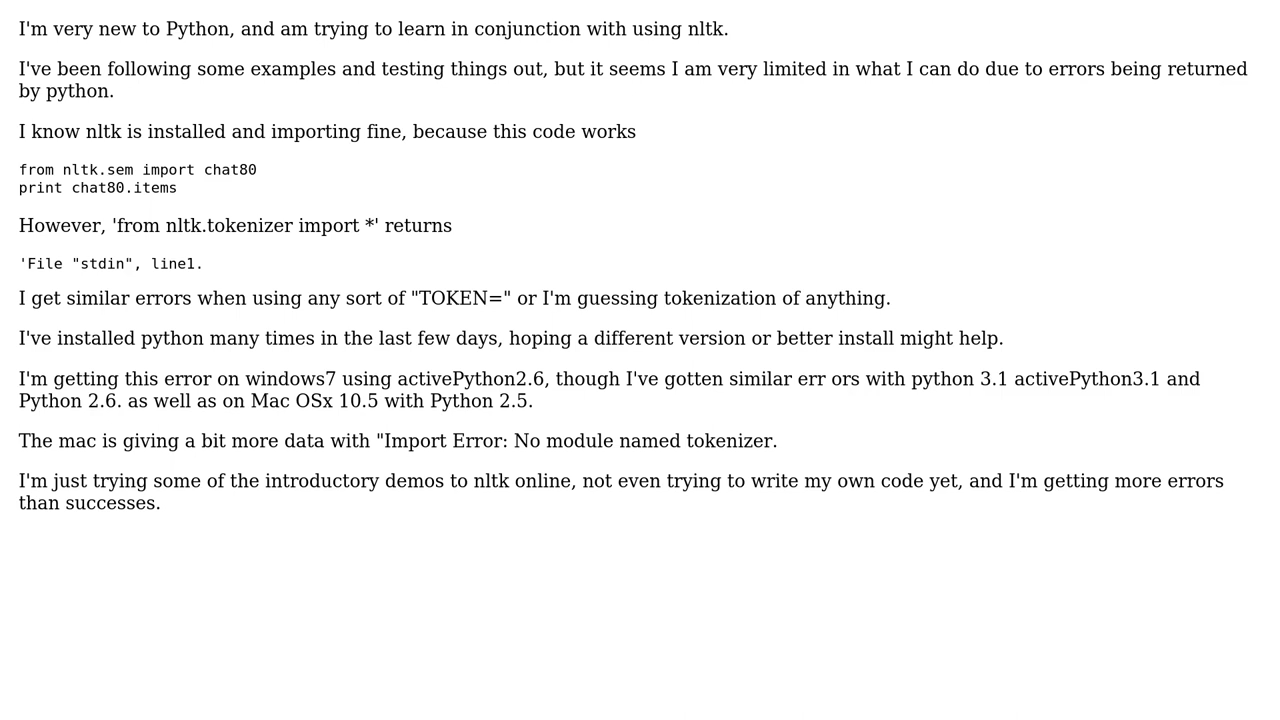 I'm very new to Python, and am trying to learn in conjunction with using nltk.
I've been following some examples and testing things out, but it seems I am very limited in what I can do due to errors being returned
by python.
I know nltk is installed and importing fine, because this code works
from nltk.sem import chat80
print chat80.items
However, 'from nltk.tokenizer import *' returns
'File "stdin", line1.
I get similar errors when using any sort of "TOKEN=" or I'm guessing tokenization of anything.
I've installed python many times in the last few days, hoping a different version or better install might help.
I'm getting this error on windows7 using activePython2.6, though I've gotten similar err ors with python 3.1 activePython3.1 and
Python 2.6. as well as on Mac OSx 10.5 with Python 2.5.
The mac is giving a bit more data with "Import Error: No module named tokenizer.
I'm just trying some of the introductory demos to nltk online, not even trying to write my own code yet, and I'm getting more errors
than successes.